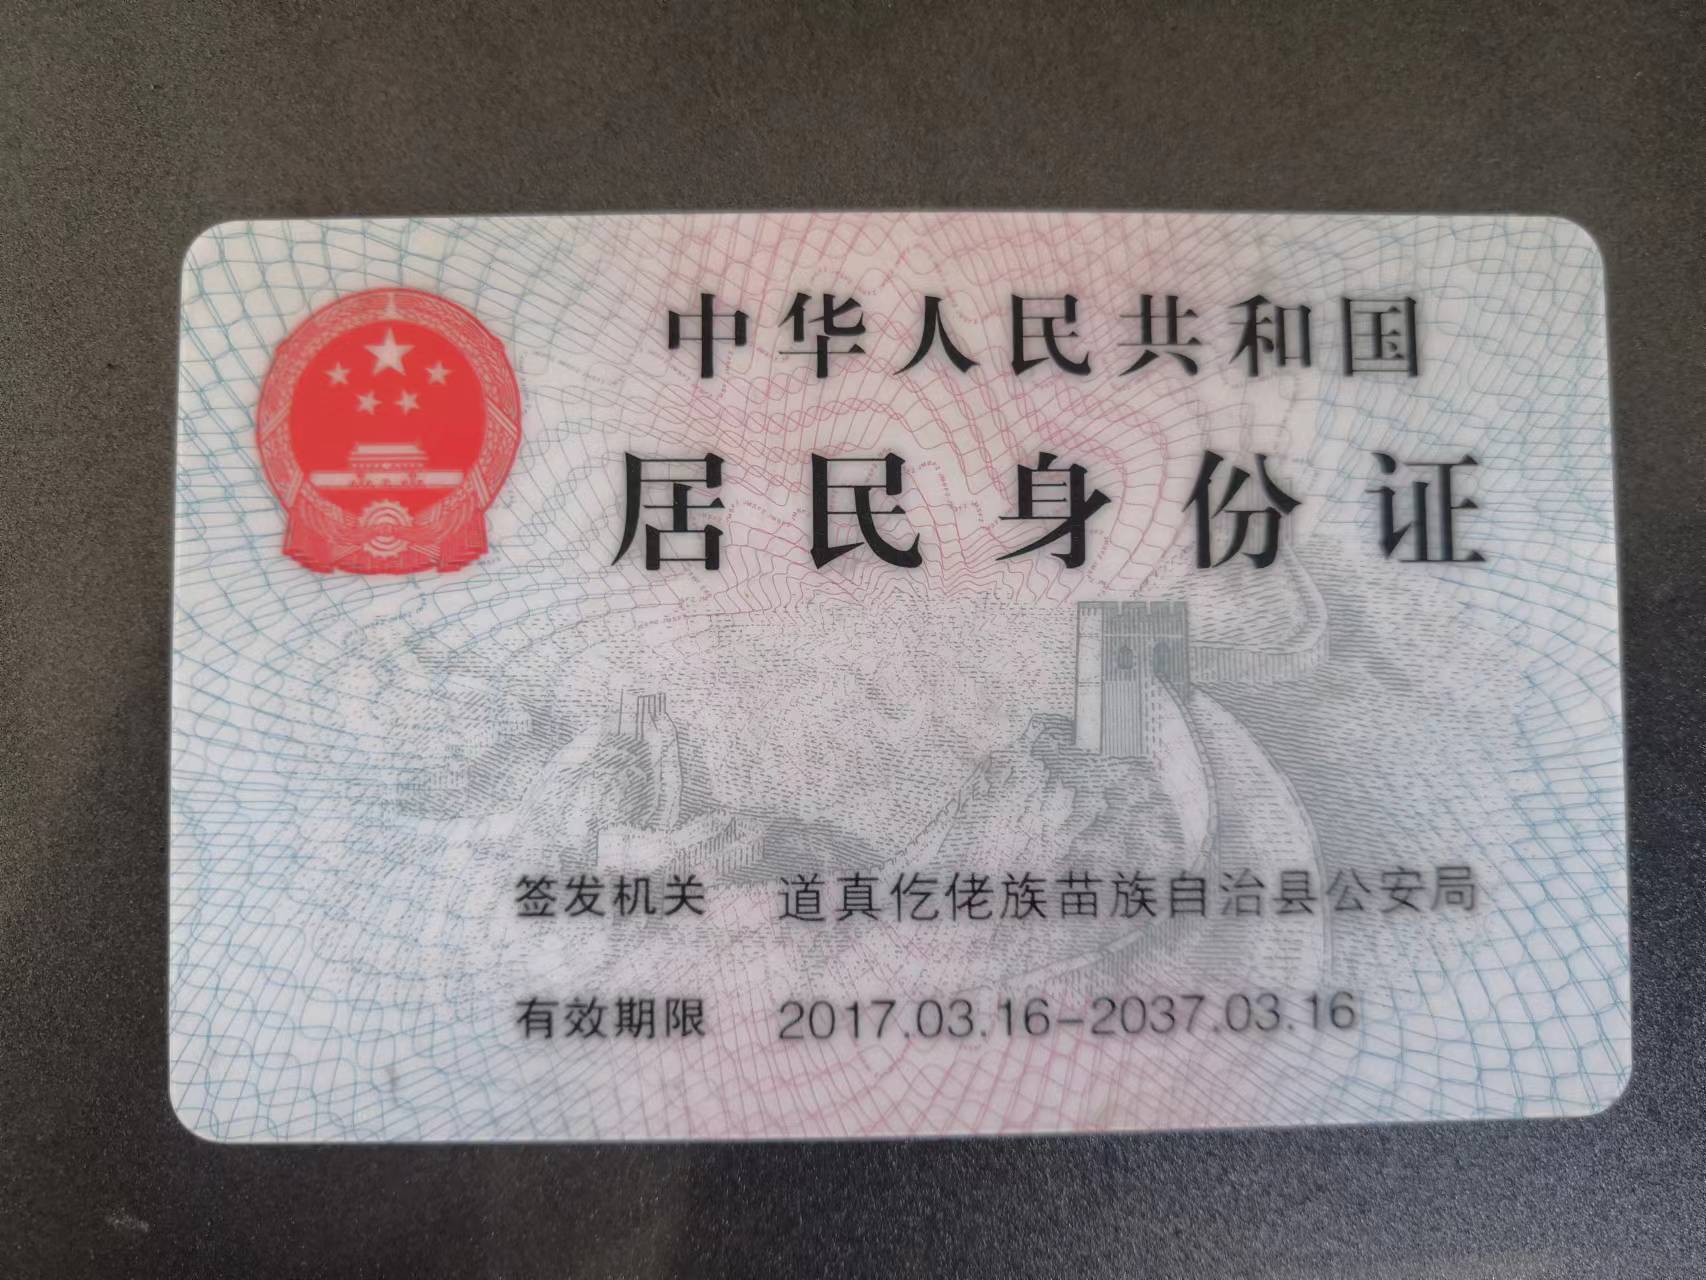 中华人民共和国
居民身份证
签发机关 道真仡佬族苗族自治县公安局
有效期限 2017.03.16-2037.03.16